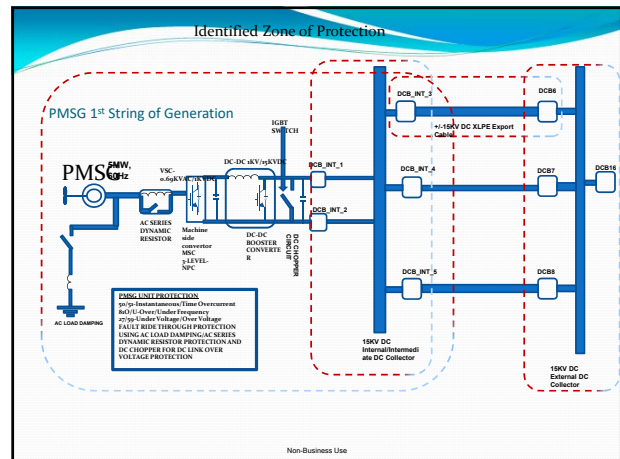 Identified Zone of Protection
PMSG 1st String of Generation
DCB_INT_3
DCB6
+/-15KV DC XLPE Export
Cable
IGBT
SWITCH
DC-DC 1KV/15KVDC
VSC-
0.69KVAC/1KVDC
PMSG
5MW,
60Hz
DCB_INT_1
DCB_INT_4
DCB7
DCB16
AC SERIES
DYNAMIC
RESISTOR
Machine
side
convertor
MSC
3-LEVEL-
NPC
DC-DC
BOOSTER
CONVERTE
R
DC CHOPPER
CIRCUIT
DCB_INT_2
DCB_INT_5
DCB8
AC LOAD DAMPING
PMSG UNIT PROTECTION
50/51-Instantaneous/Time Overcurrent
81O/U-Over/Under Frequency
27/59-Under Voltage/Over Voltage
FAULT RIDE THROUGH PROTECTION
USING AC LOAD DAMPING/AC SERIES
DYNAMIC RESISTOR PROTECTION AND
DC CHOPPER FOR DC LINK OVER
VOLTAGE PROTECTION
15KV DC
Internal/Intermedi
ate DC Collector
15KV DC
External DC
Collector
Non-Business Use